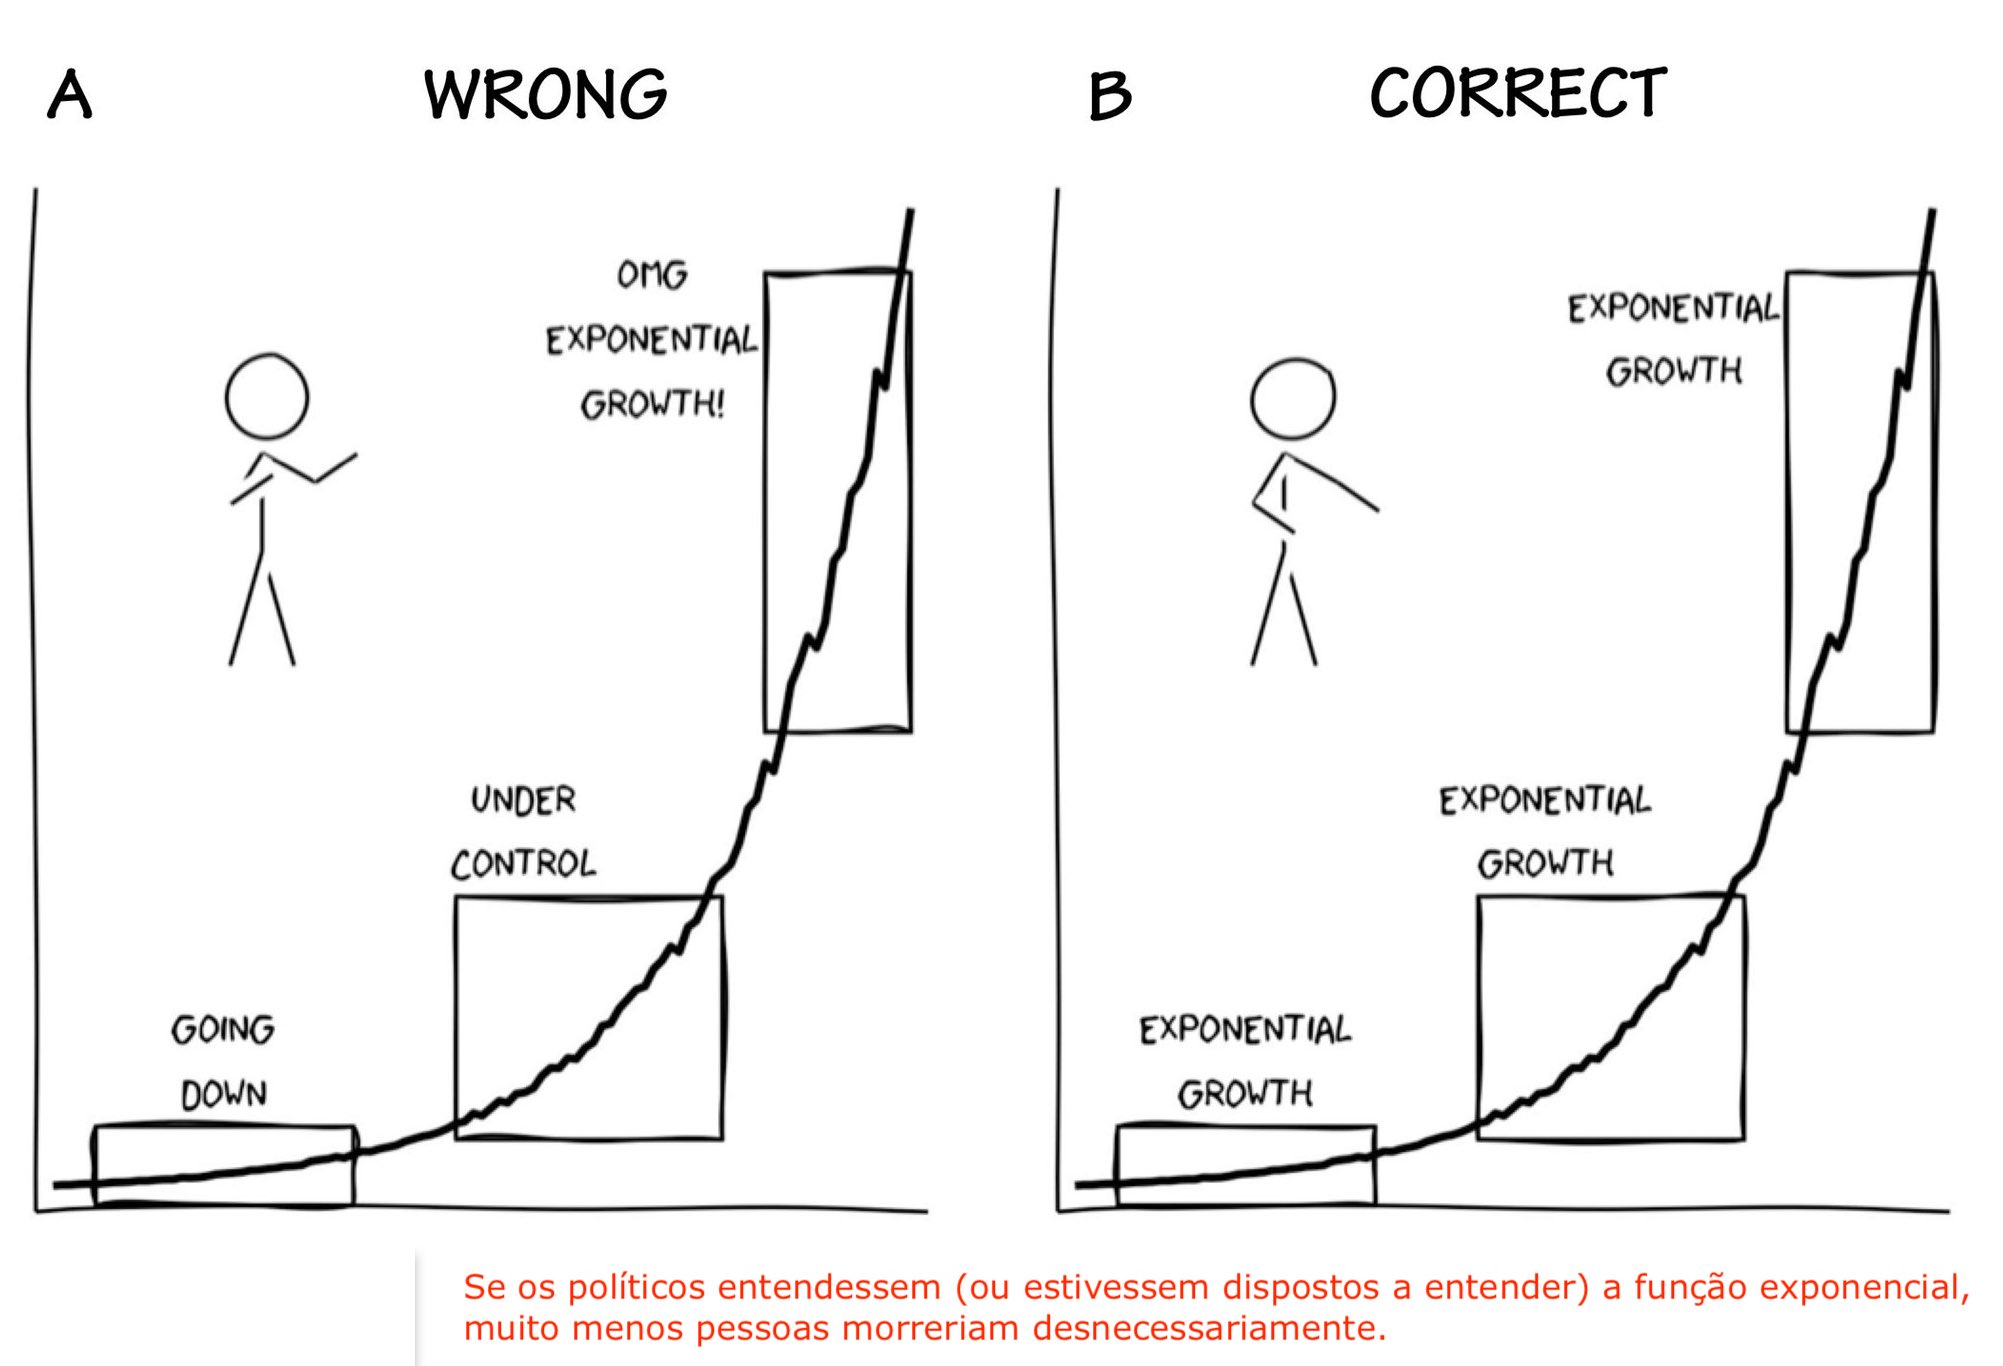 A
WRONG
OMG
EXPONENTIAL
GROWTH!
UNDER
CONTROL
GOING
DOWN
B
CORRECT
EXPONENTIAL
GROWTH
EXPONENTIAL
GROWTH
EXPONENTIAL
GROWTH
Se os políticos entendessem (ou estivessem dispostos a entender) a função exponencial,
muito menos pessoas morreriam desnecessariamente.